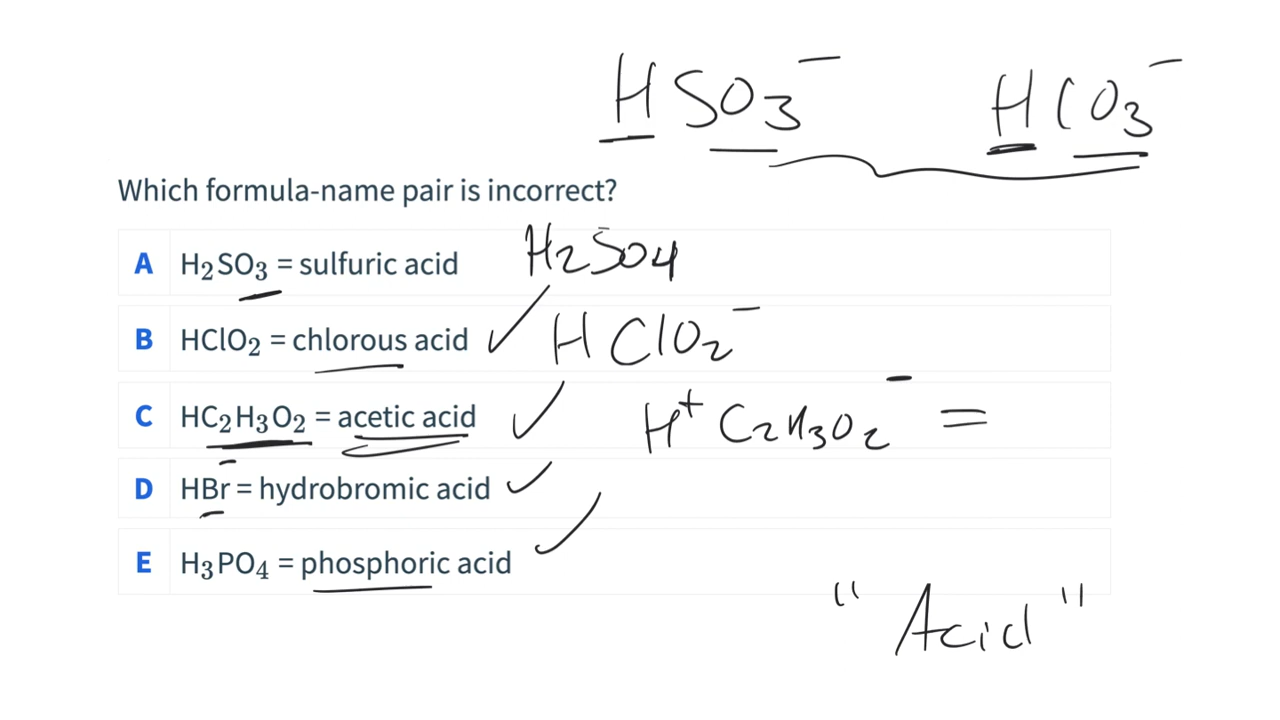 HSO₃⁻ HCO₃⁻
Which formula-name pair is incorrect?
A H₂SO₃ = sulfuric acid H₂SO₄
B HClO₂ = chlorous acid HClO₂⁻
C HC₂H₃O₂ = acetic acid H⁺ C₂H₃O₂⁻ =
D HBr = hydrobromic acid
E H₃PO₄ = phosphoric acid
"Acid"